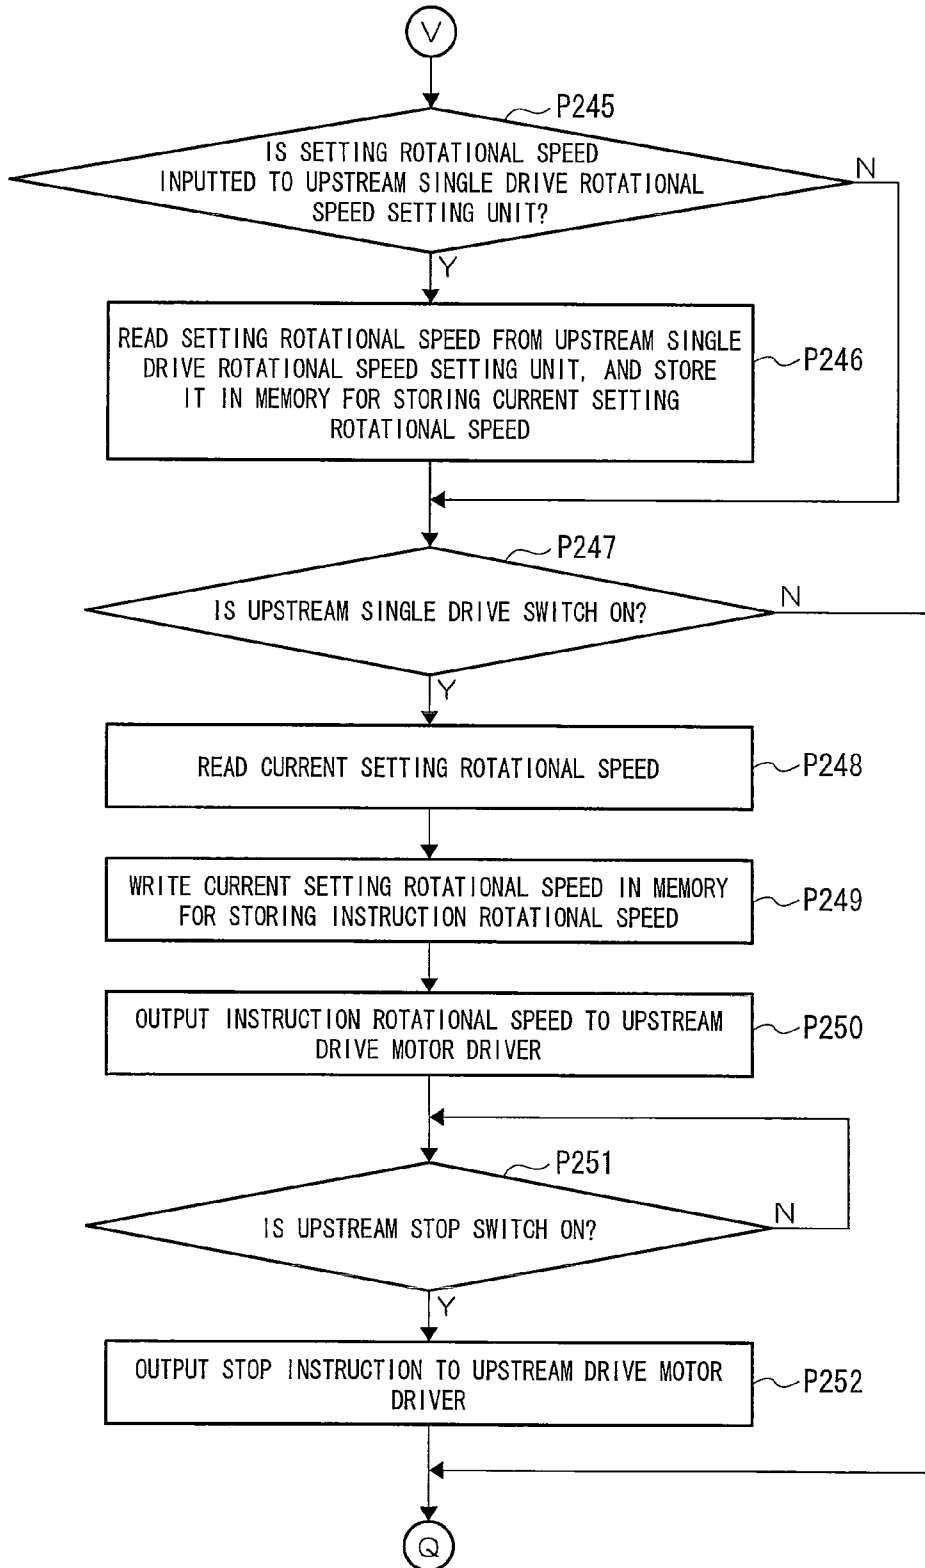 V
P245
IS SETTING ROTATIONAL SPEED
INPUTTED TO UPSTREAM SINGLE DRIVE ROTATIONAL
SPEED SETTING UNIT?
N
Y
READ SETTING ROTATIONAL SPEED FROM UPSTREAM SINGLE
DRIVE ROTATIONAL SPEED SETTING UNIT, AND STORE
IT IN MEMORY FOR STORING CURRENT SETTING
ROTATIONAL SPEED
P246
P247
IS UPSTREAM SINGLE DRIVE SWITCH ON?
N
Y
READ CURRENT SETTING ROTATIONAL SPEED
P248
WRITE CURRENT SETTING ROTATIONAL SPEED IN MEMORY
FOR STORING INSTRUCTION ROTATIONAL SPEED
P249
OUTPUT INSTRUCTION ROTATIONAL SPEED TO UPSTREAM
DRIVE MOTOR DRIVER
P250
P251
IS UPSTREAM STOP SWITCH ON?
N
Y
OUTPUT STOP INSTRUCTION TO UPSTREAM DRIVE MOTOR
DRIVER
P252
Q